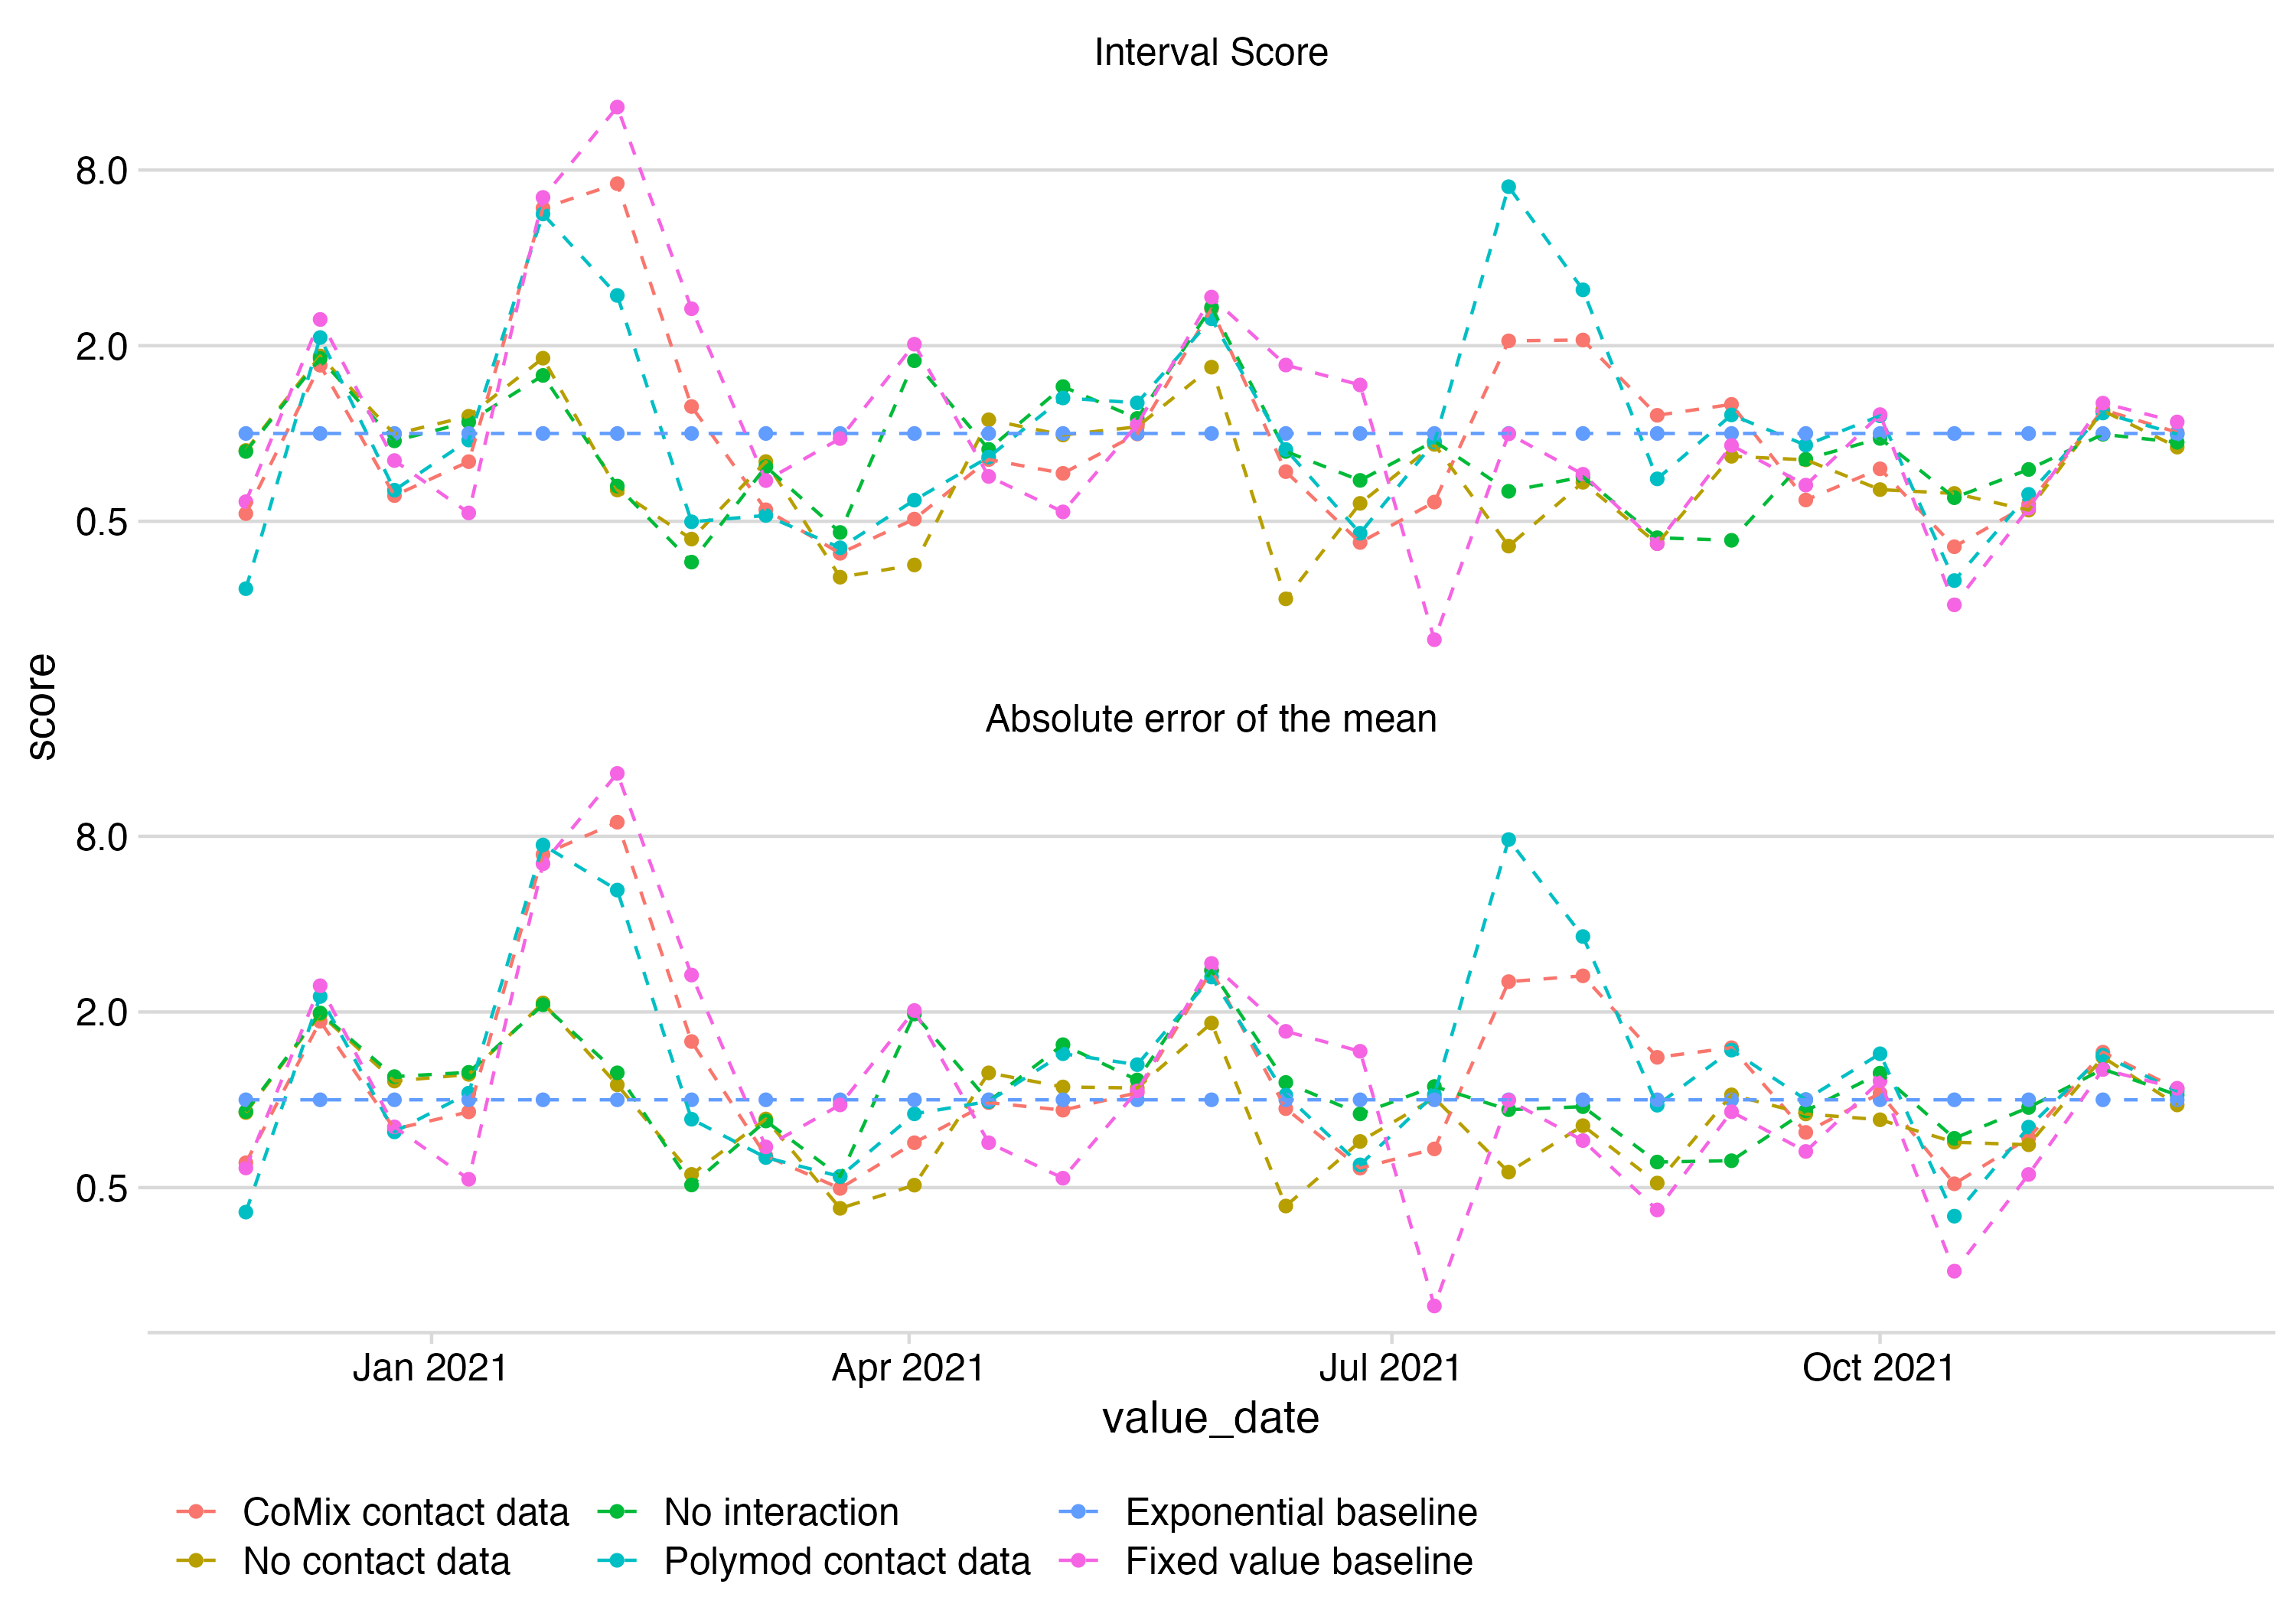 Interval Score
8.0
2.0
0.5
score
Absolute error of the mean
8.0
2.0
0.5
Jan 2021 Apr 2021 Jul 2021 Oct 2021
value_date
CoMix contact data No interaction Exponential baseline
No contact data Polymod contact data Fixed value baseline